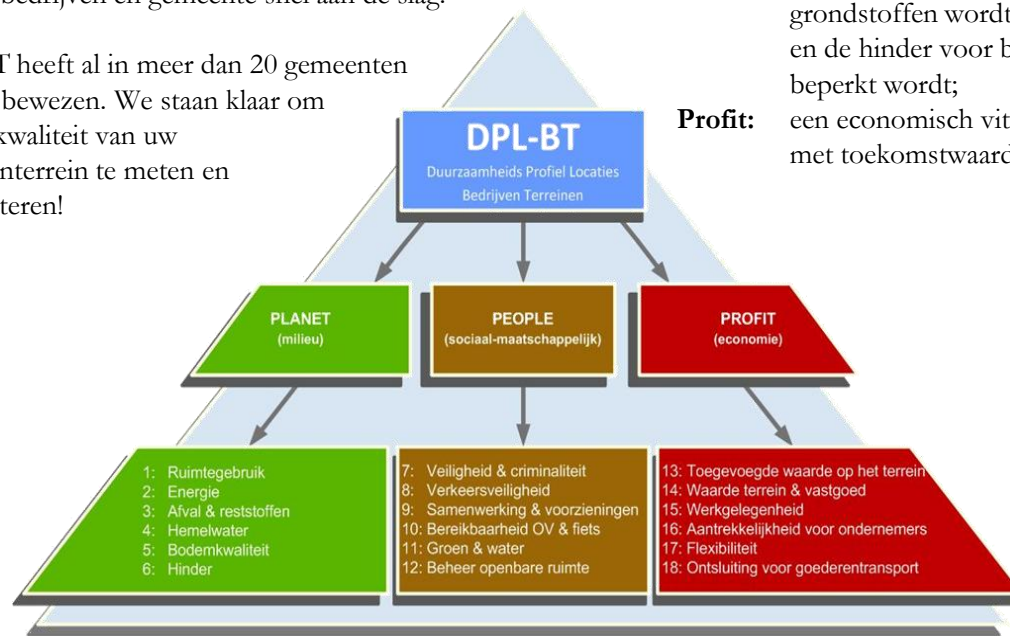 bedrijven en gemeente snel aan de slag!
T heeft al in meer dan 20 gemeenten
bewezen. We staan klaar om
kwaliteit van uw
nterrein te meten en
teren!
grondstoffen wordt
en de hinder voor b
beperkt wordt;
Profit: een economisch vit
met toekomstwaard
DPL-BT
Duurzaamheids Profiel Locaties
Bedrijven Terreinen
PLANET
(milieu)
PEOPLE
(sociaal-maatschappelijk)
PROFIT
(economie)
1: Ruimtegebruik
2: Energie
3: Afval & reststoffen
4: Hemelwater
5: Bodemkwaliteit
6: Hinder
7: Veiligheid & criminaliteit
8: Verkeersveiligheid
9: Samenwerking & voorzieningen
10: Bereikbaarheid OV & fiets
11: Groen & water
12: Beheer openbare ruimte
13: Toegevoegde waarde op het terrein
14: Waarde terrein & vastgoed
15: Werkgelegenheid
16: Aantrekkelijkheid voor ondernemers
17: Flexibiliteit
18: Ontsluiting voor goederentransport